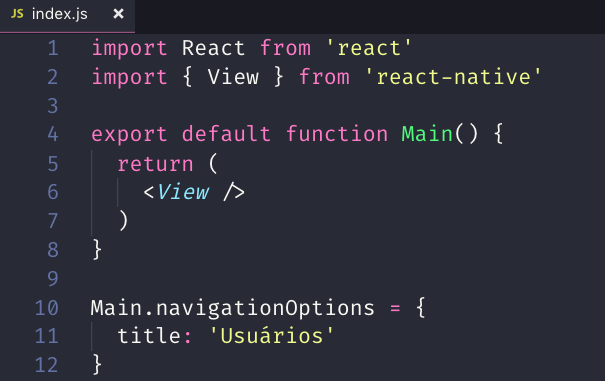 JS index.js ×
1 import React from 'react'
2 import { View } from 'react-native'
3
4 export default function Main() {
5   return (
6     <View />
7   )
8 }
9
10 Main.navigationOptions = {
11   title: 'Usuários'
12 }